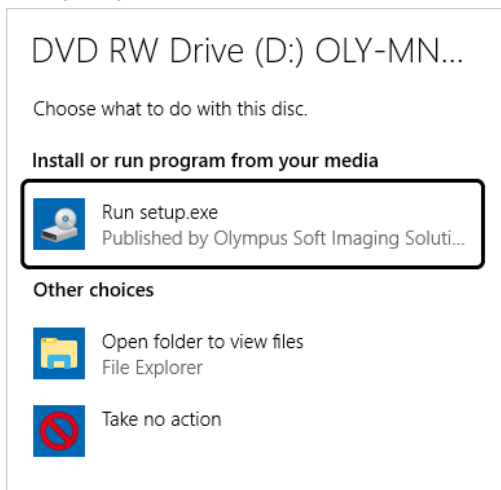 DVD RW Drive (D:) OLY-MN...
Choose what to do with this disc.
Install or run program from your media
Run setup.exe
Published by Olympus Soft Imaging Soluti...
Other choices
Open folder to view files
File Explorer
Take no action